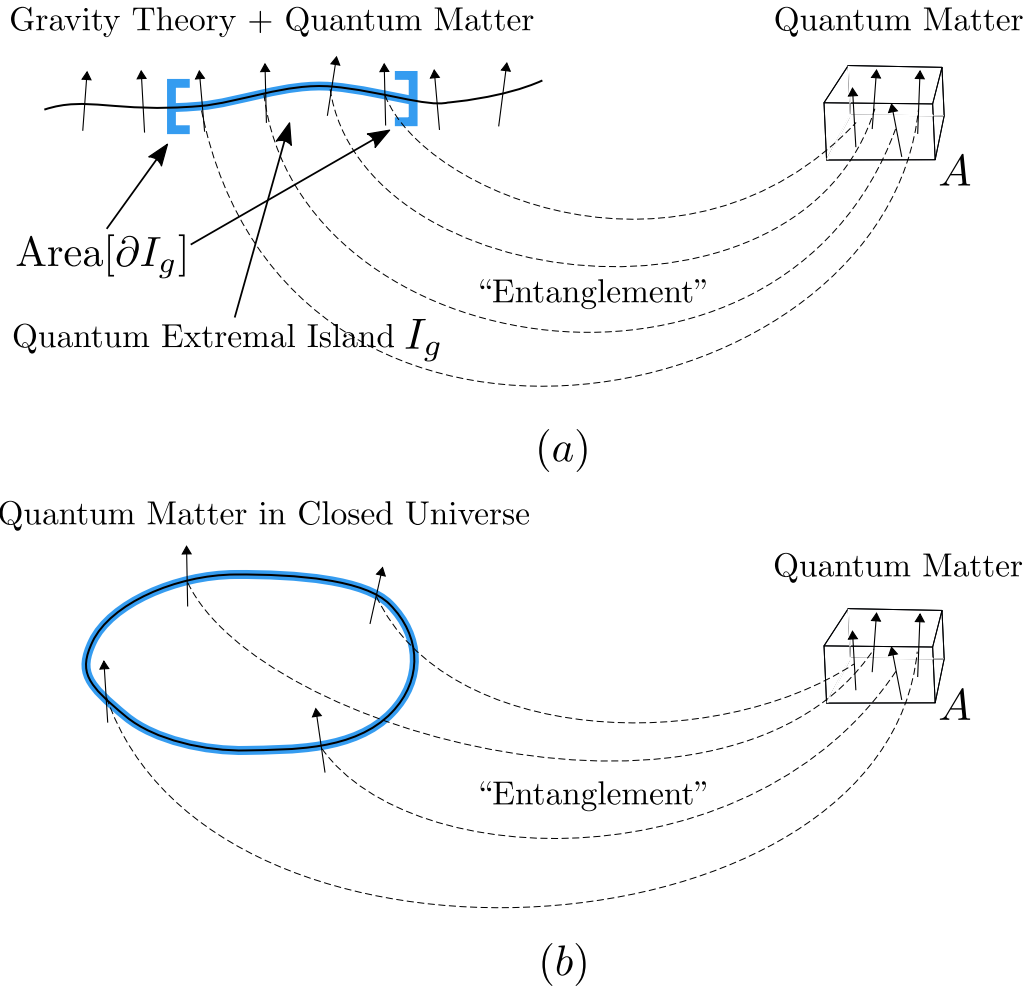 Gravity Theory + Quantum Matter
Quantum Matter
A
Area[∂I_g]
“Entanglement”
Quantum Extremal Island I_g
(a)
Quantum Matter in Closed Universe
Quantum Matter
A
“Entanglement”
(b)